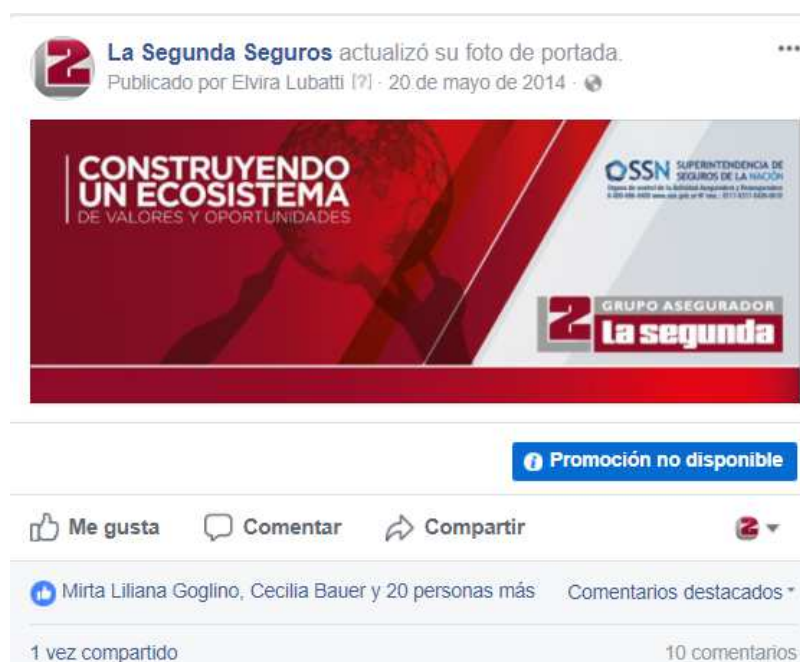 La Segunda Seguros actualizó su foto de portada.
Publicado por Elvira Lubatti [?] · 20 de mayo de 2014 ·
CONSTRUYENDO
UN ECOSISTEMA
DE VALORES Y OPORTUNIDADES
SSN SUPERINTENDENCIA DE
SEGUROS DE LA NACIÓN
GRUPO ASEGURADOR
La segunda
Promoción no disponible
Me gusta Comentar Compartir
Mirta Liliana Goglino, Cecilia Bauer y 20 personas más Comentarios destacados
1 vez compartido 10 comentarios